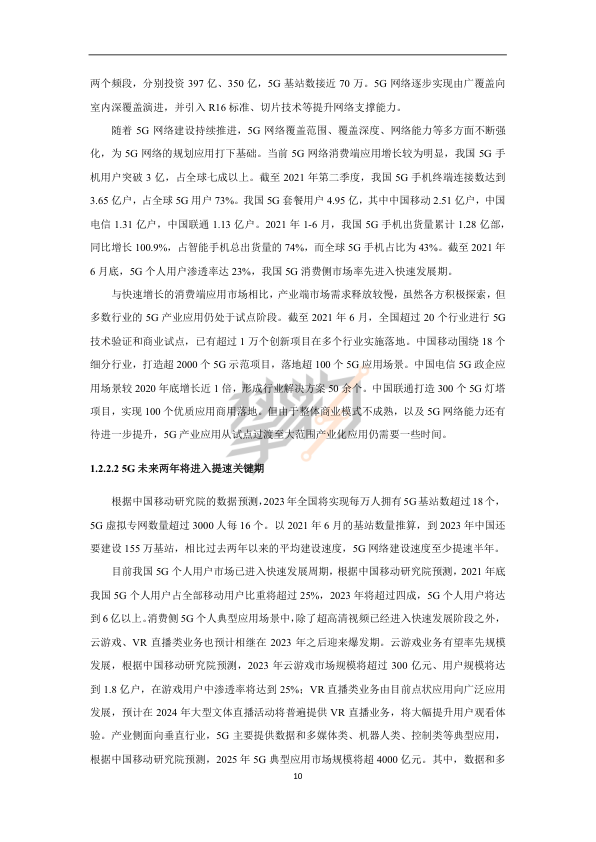 两个频段，分别投资 397 亿、350 亿，5G 基站数接近 70 万。5G 网络逐步实现由广覆盖向
室内深覆盖演进，并引入 R16 标准、切片技术等提升网络支撑能力。
随着 5G 网络建设持续推进，5G 网络覆盖范围、覆盖深度、网络能力等多方面不断强
化，为 5G 网络的规划应用打下基础。当前 5G 网络消费端应用增长较为明显，我国 5G 手
机用户突破 3 亿，占全球七成以上。截至 2021 年第二季度，我国 5G 手机终端连接数达到
3.65 亿户，占全球 5G 用户 73%。我国 5G 套餐用户 4.95 亿，其中中国移动 2.51 亿户，中国
电信 1.31 亿户，中国联通 1.13 亿户。2021 年 1-6 月，我国 5G 手机出货量累计 1.28 亿部，
同比增长 100.9%，占智能手机总出货量的 74%，而全球 5G 手机占比为 43%。截至 2021 年
6 月底，5G 个人用户渗透率达 23%，我国 5G 消费侧市场率先进入快速发展期。
与快速增长的消费端应用市场相比，产业端市场需求释放较慢，虽然各方积极探索，但
多数行业的 5G 产业应用仍处于试点阶段。截至 2021 年 6 月，全国超过 20 个行业进行 5G
技术验证和商业试点，已有超过 1 万个创新项目在多个行业实施落地。中国移动围绕 18 个
细分行业，打造超 2000 个 5G 示范项目，落地超 100 个 5G 应用场景。中国电信 5G 政企应
用场景较 2020 年底增长近 1 倍，形成行业解决方案 50 余个。中国联通打造 300 个 5G 灯塔
项目，实现 100 个优质应用商用落地。但由于整体商业模式不成熟，以及 5G 网络能力还有
待进一步提升，5G 产业应用从试点过渡至大范围产业化应用仍需要一些时间。
1.2.2.2 5G 未来两年将进入提速关键期
根据中国移动研究院的数据预测，2023 年全国将实现每万人拥有 5G 基站数超过 18 个，
5G 虚拟专网数量超过 3000 人每 16 个。以 2021 年 6 月的基站数量推算，到 2023 年中国还
要建设 155 万基站，相比过去两年以来的平均建设速度，5G 网络建设速度至少提速半年。
目前我国 5G 个人用户市场已进入快速发展周期，根据中国移动研究院预测，2021 年底
我国 5G 个人用户占全部移动用户比重将超过 25%，2023 年将超过四成，5G 个人用户将达
到 6 亿以上。消费侧 5G 个人典型应用场景中，除了超高清视频已经进入快速发展阶段之外，
云游戏、VR 直播类业务也预计相继在 2023 年之后迎来爆发期。云游戏业务有望率先规模
发展，根据中国移动研究院预测，2023 年云游戏市场规模将超过 300 亿元、用户规模将达
到 1.8 亿户，在游戏用户中渗透率将达到 25%；VR 直播类业务由目前点状应用向广泛应用
发展，预计在 2024 年大型文体直播活动将普遍提供 VR 直播业务，将大幅提升用户观看体
验。产业侧面向垂直行业，5G 主要提供数据和多媒体类、机器人类、控制类等典型应用，
根据中国移动研究院预测，2025 年 5G 典型应用市场规模将超 4000 亿元。其中，数据和多
10